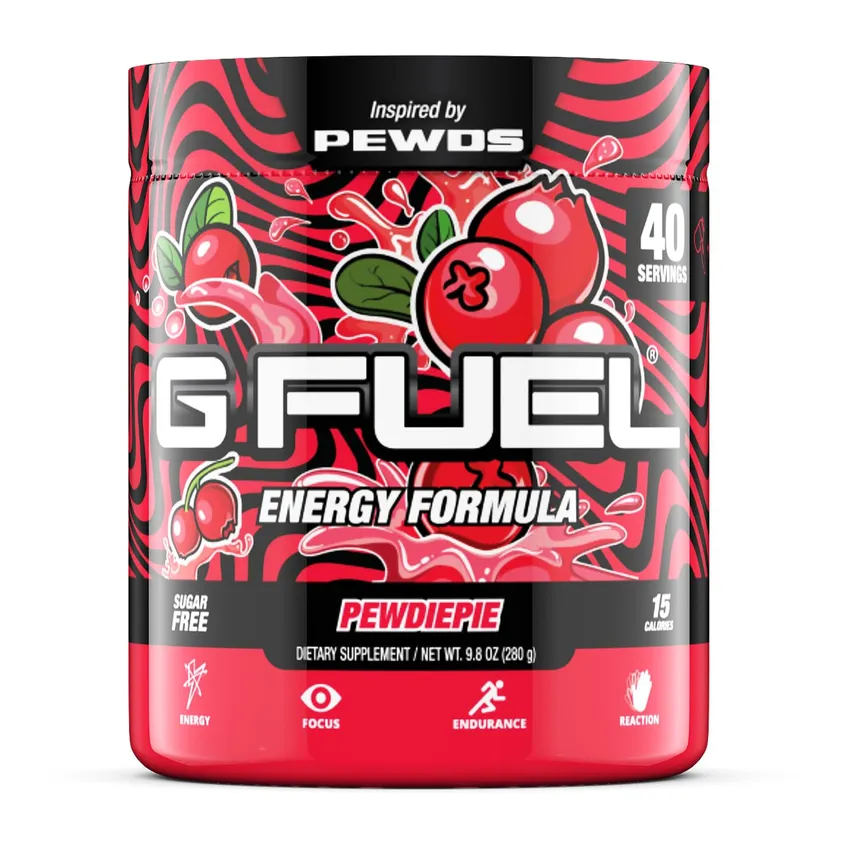 Inspired by
PEWDS
40
SERVINGS
G FUEL®
ENERGY FORMULA
SUGAR
FREE
PEWDIEPIE
15
CALORIES
DIETARY SUPPLEMENT / NET WT. 9.8 OZ (280 g)
ENERGY
FOCUS
ENDURANCE
REACTION